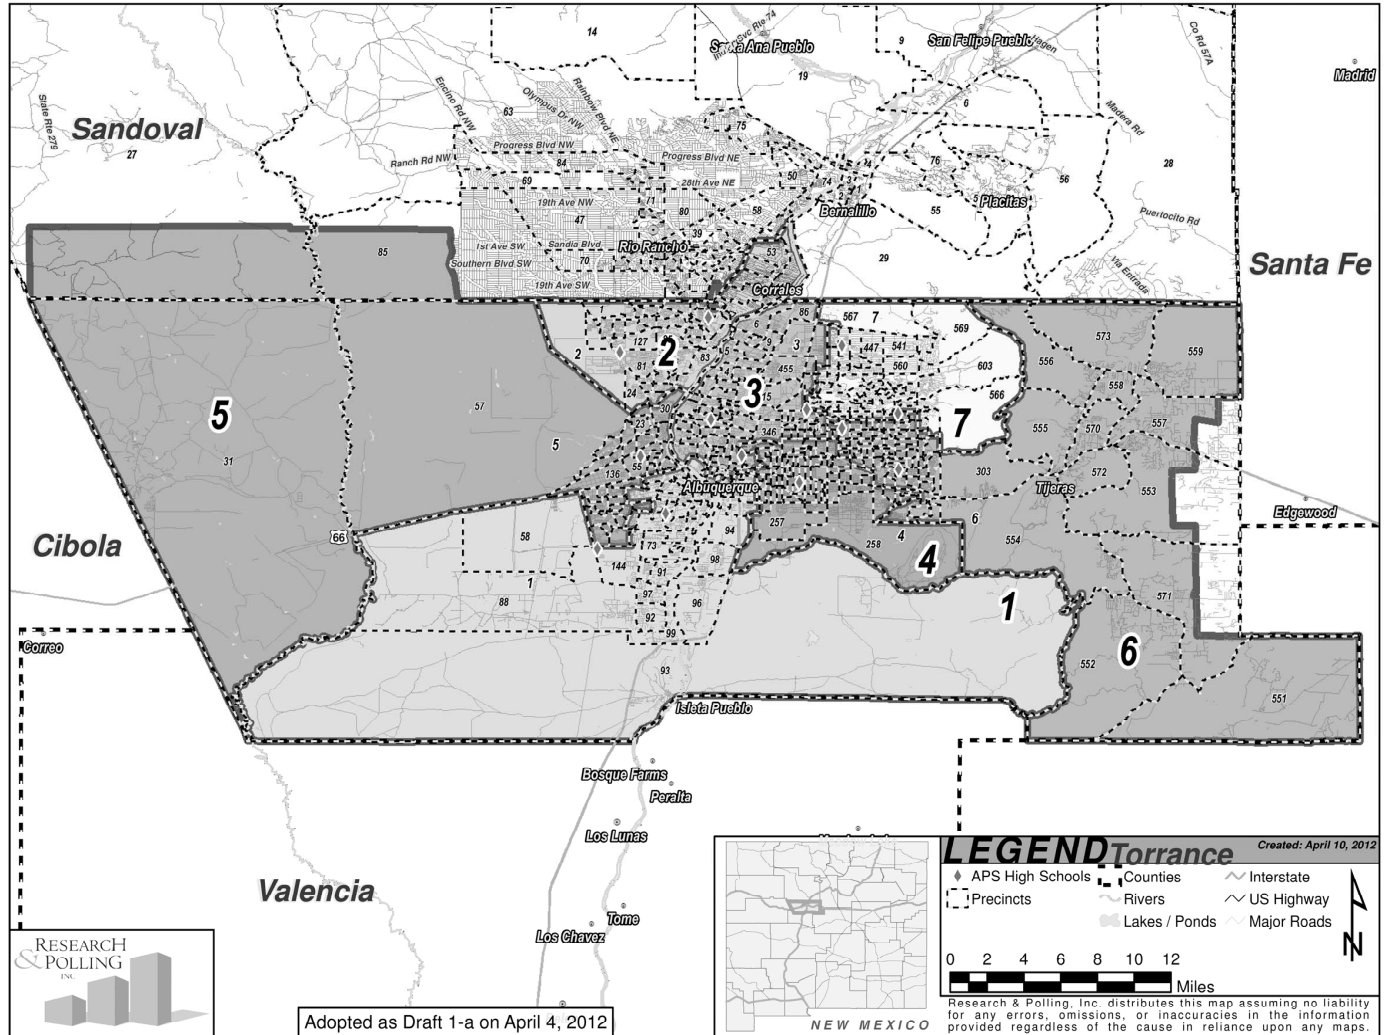 14
Santa Ana Pueblo
9
San Felipe Pueblo
Hagen
Co Rd 57A
Madrid
19
State Rte 279
Encino Rd NW
Olympus Dr NW
Rainbow Blvd NE
63
6
Madera Rd
Sandoval
27
75
Progress Blvd NW
Progress Blvd NE
Ranch Rd NW
84
76
28
69
28th Ave NE
50
74
56
19th Ave NW
71
80
58
Bernalillo
55
Placitas
Puertocito Rd
47
39
1st Ave SW
Sandia Blvd
Rio Rancho
85
Southern Blvd SW
70
53
29
Via Entrada
Santa Fe
19th Ave SW
Corrales
1
6
86
567
7
569
573
127
2
2
83
5
9
3
447
541
556
559
81
455
560
603
558
24
3
15
566
5
57
30
7
23
346
555
570
557
5
31
55
136
303
572
Albuquerque
Tijeras
553
Edgewood
66
58
94
257
6
Cibola
73
258
4
554
144
98
4
1
91
1
571
88
97
96
92
99
Correo
6
93
552
551
Isleta Pueblo
Bosque Farms
Peralta
Los Lunas
Valencia
Tome
Los Chavez
LEGEND
Torrance
Created: April 10, 2012
APS High Schools
Counties
Interstate
Precincts
Rivers
US Highway
Lakes / Ponds
Major Roads
N
0 2 4 6 8 10 12
Miles
Research & Polling, Inc. distributes this map assuming no liability
for any errors, omissions, or inaccuracies in the information
provided regardless of the cause in reliance upon any maps.
NEW MEXICO
RESEARCH
& POLLING
INC
Adopted as Draft 1-a on April 4, 2012